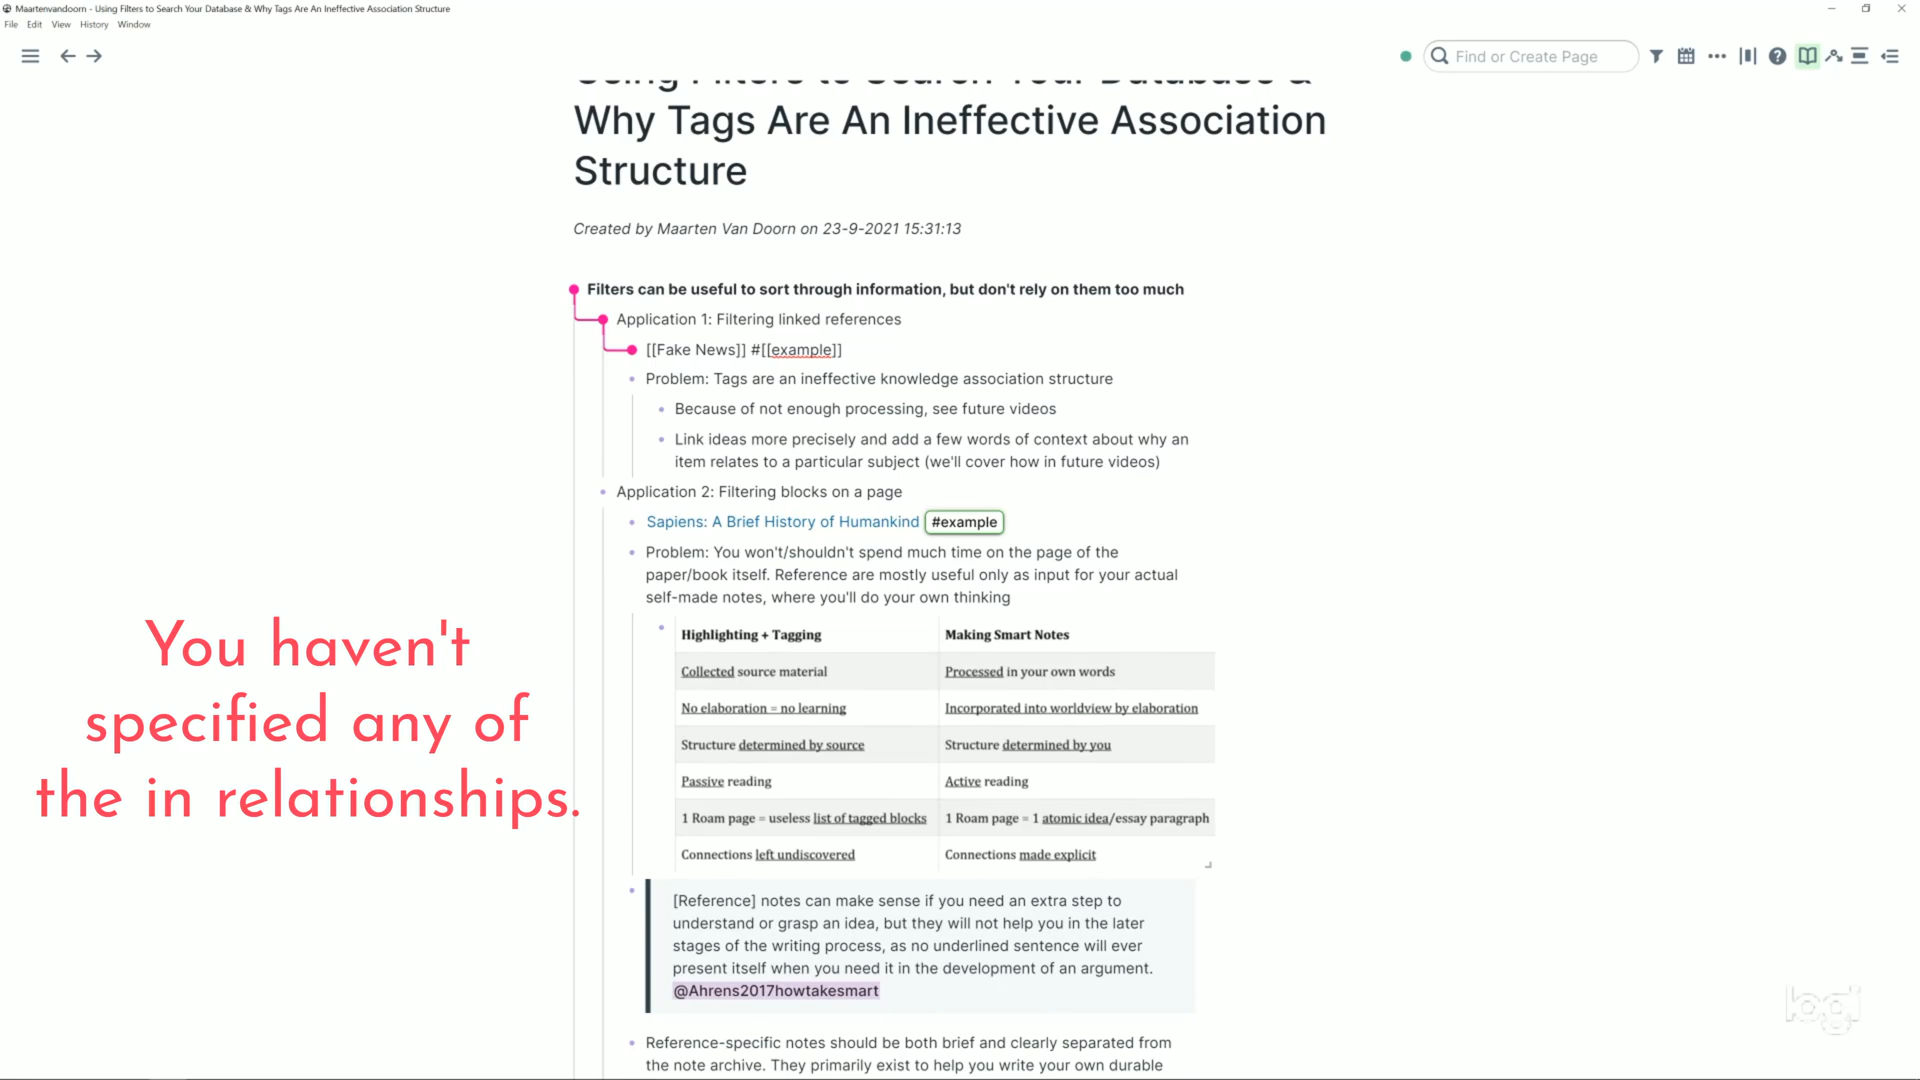 Maartenvandoorn - Using Filters to Search Your Database & Why Tags Are An Ineffective Association Structure
File Edit View History Window
Find or Create Page
Using Filters to Search Your Database &
Why Tags Are An Ineffective Association
Structure
Created by Maarten Van Doorn on 23-9-2021 15:31:13
Filters can be useful to sort through information, but don't rely on them too much
Application 1: Filtering linked references
[[Fake News]] #[[example]]
Problem: Tags are an ineffective knowledge association structure
Because of not enough processing, see future videos
Link ideas more precisely and add a few words of context about why an
item relates to a particular subject (we'll cover how in future videos)
Application 2: Filtering blocks on a page
Sapiens: A Brief History of Humankind #example
Problem: You won't/shouldn't spend much time on the page of the
paper/book itself. Reference are mostly useful only as input for your actual
self-made notes, where you'll do your own thinking
Highlighting + Tagging Making Smart Notes
Collected source material Processed in your own words
No elaboration = no learning Incorporated into worldview by elaboration
Structure determined by source Structure determined by you
Passive reading Active reading
1 Roam page = useless list of tagged blocks 1 Roam page = 1 atomic idea/essay paragraph
Connections left undiscovered Connections made explicit
[Reference] notes can make sense if you need an extra step to
understand or grasp an idea, but they will not help you in the later
stages of the writing process, as no underlined sentence will ever
present itself when you need it in the development of an argument.
@Ahrens2017howtakesmart
Reference-specific notes should be both brief and clearly separated from
the note archive. They primarily exist to help you write your own durable
You haven't
specified any of
the in relationships.
logi